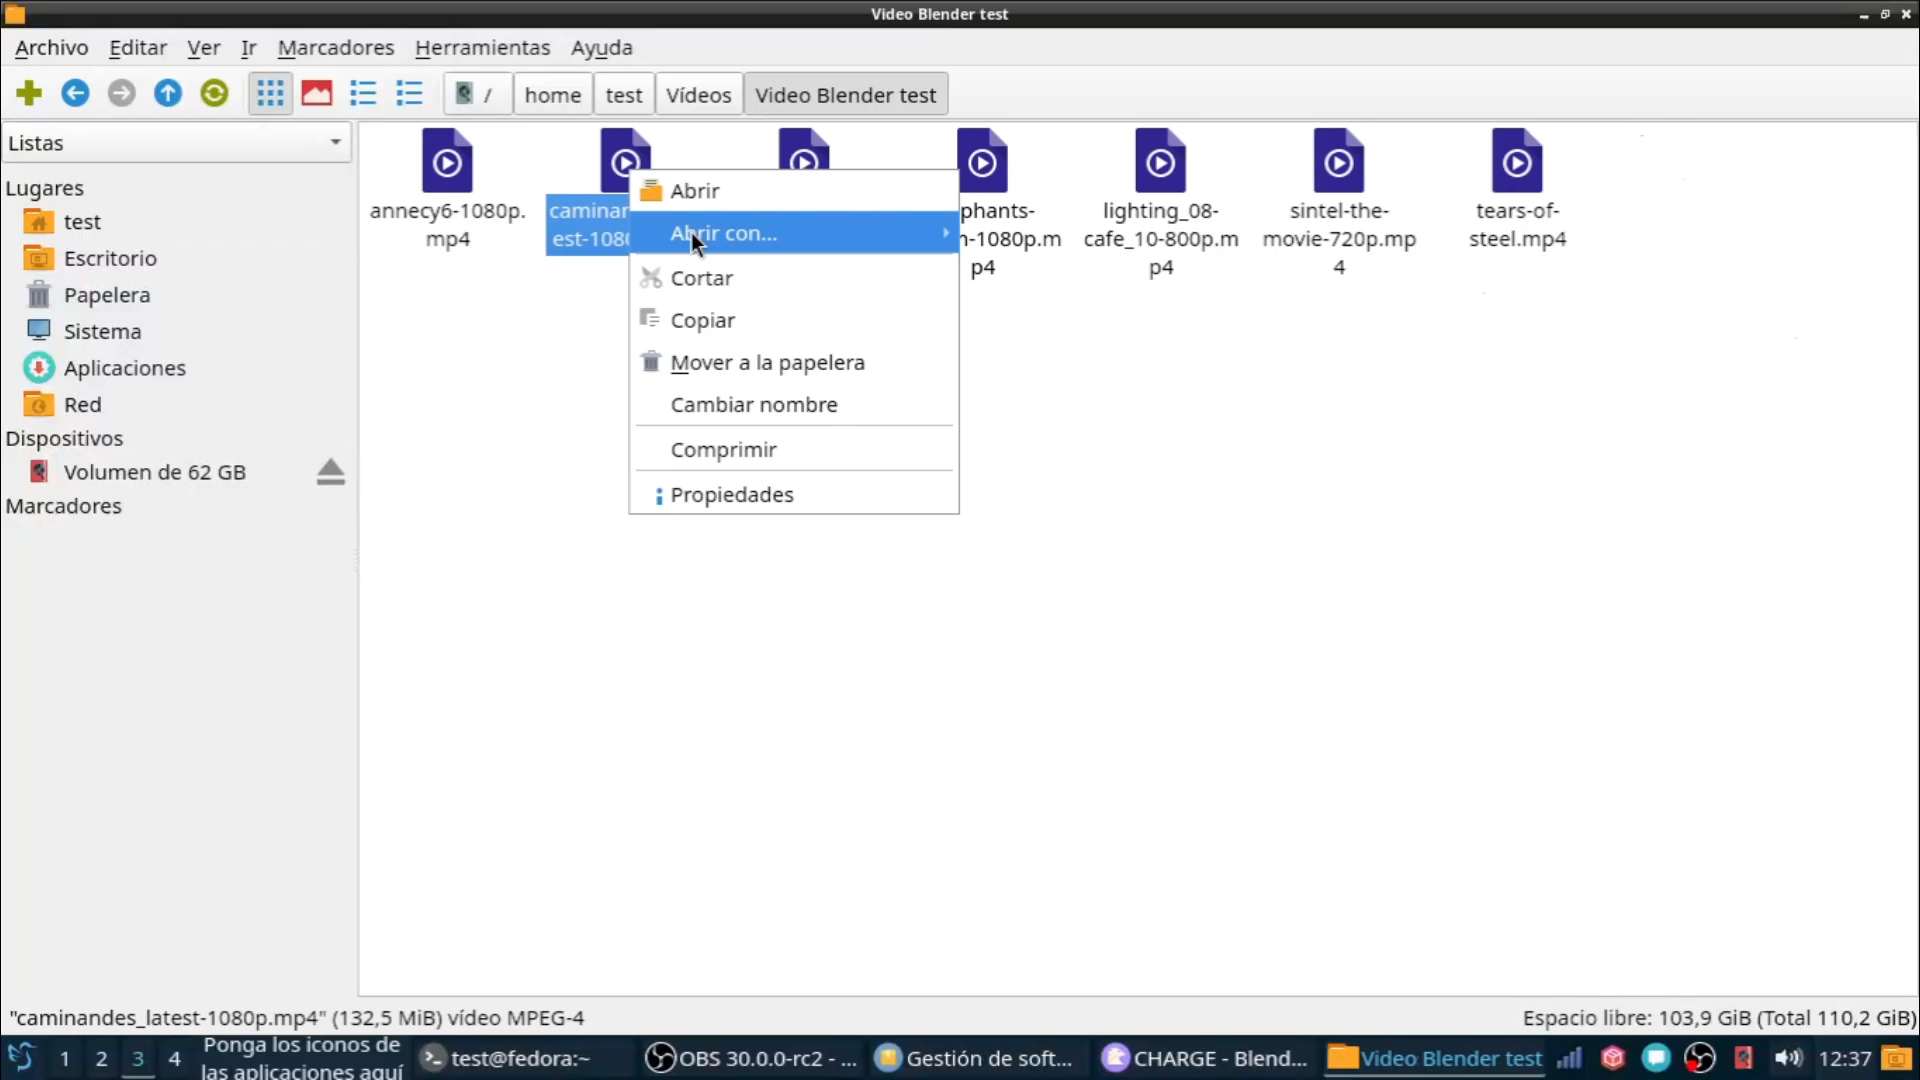 Video Blender test
Archivo Editar Ver Ir Marcadores Herramientas Ayuda
/ home test Vídeos Video Blender test
Listas
Lugares
test
Escritorio
Papelera
Sistema
Aplicaciones
Red
Dispositivos
Volumen de 62 GB
Marcadores
annecy6-1080p.
mp4
caminan
est-1080
phants-
-1080p.m
p4
lighting_08-
cafe_10-800p.m
p4
sintel-the-
movie-720p.mp
4
tears-of-
steel.mp4
Abrir
Abrir con...
Cortar
Copiar
Mover a la papelera
Cambiar nombre
Comprimir
Propiedades
"caminandes_latest-1080p.mp4" (132,5 MiB) vídeo MPEG-4
Espacio libre: 103,9 GiB (Total 110,2 GiB)
1 2 3 4
Ponga los iconos de
las aplicaciones aquí
test@fedora:~
OBS 30.0.0-rc2 - ...
Gestión de soft...
CHARGE - Blend...
Video Blender test
12:37